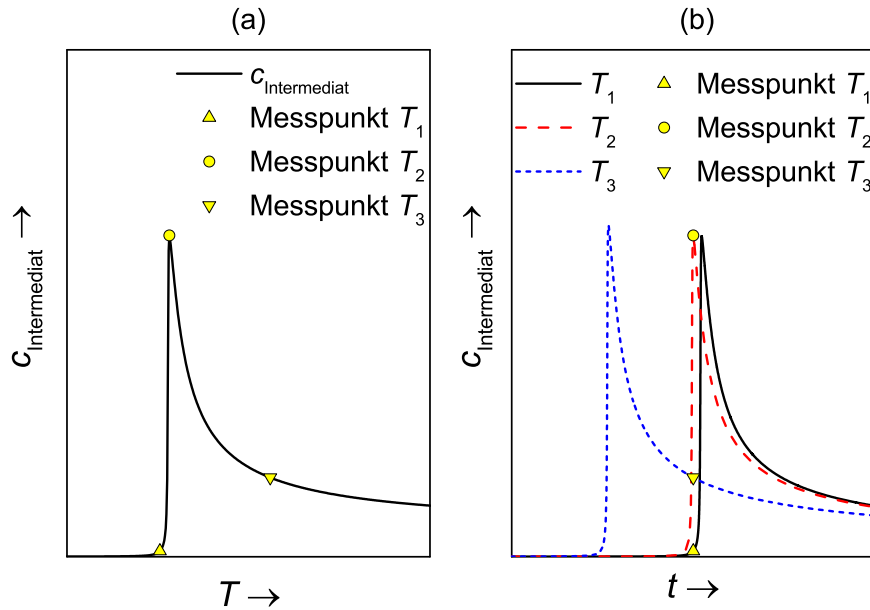 (a)
c_Intermediat
Messpunkt T_1
Messpunkt T_2
Messpunkt T_3
c_Intermediat →
T →
(b)
T_1
T_2
T_3
Messpunkt T_1
Messpunkt T_2
Messpunkt T_3
c_Intermediat →
t →